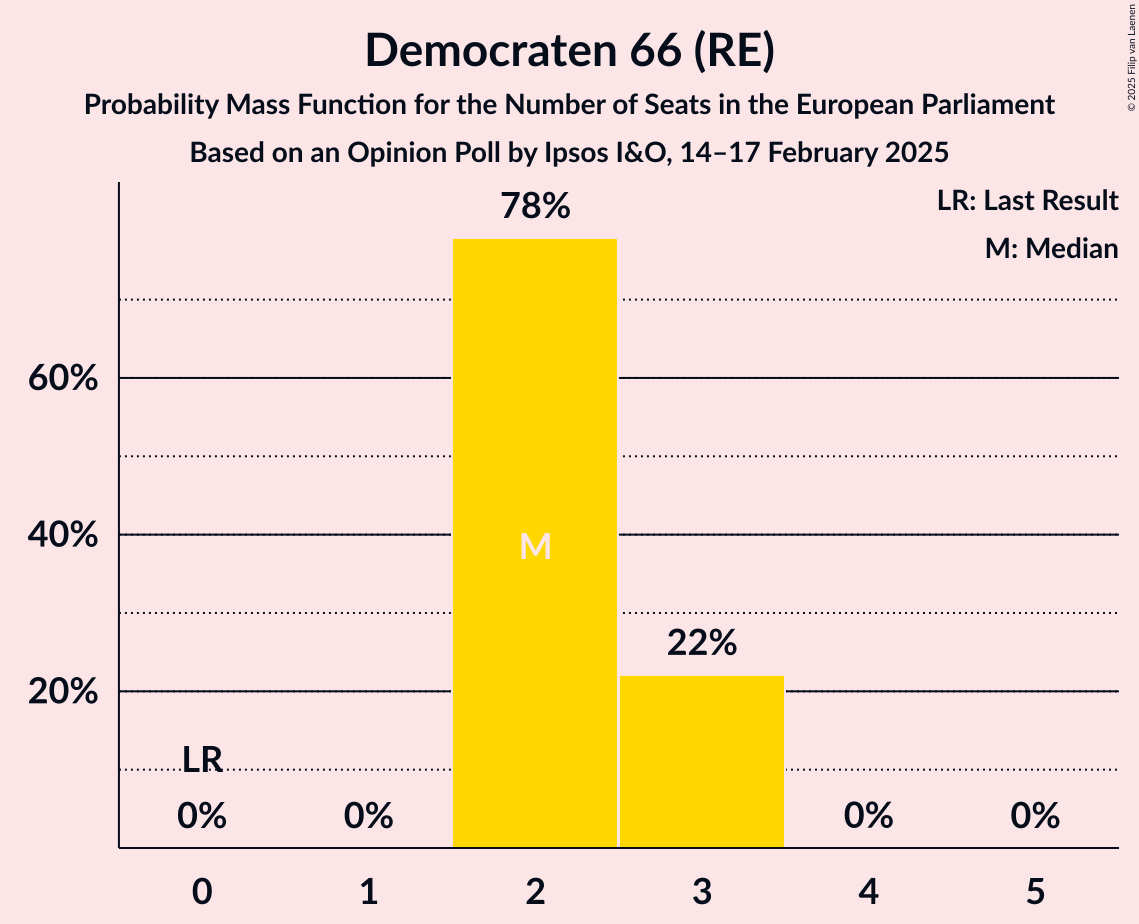 Democraten 66 (RE)
Probability Mass Function for the Number of Seats in the European Parliament
Based on an Opinion Poll by Ipsos I&O, 14–17 February 2025
© 2025 Filip van Laenen
LR: Last Result
M: Median
78%
60%
40%
M
22%
20%
LR
0% 0% 0% 0%
0 1 2 3 4 5